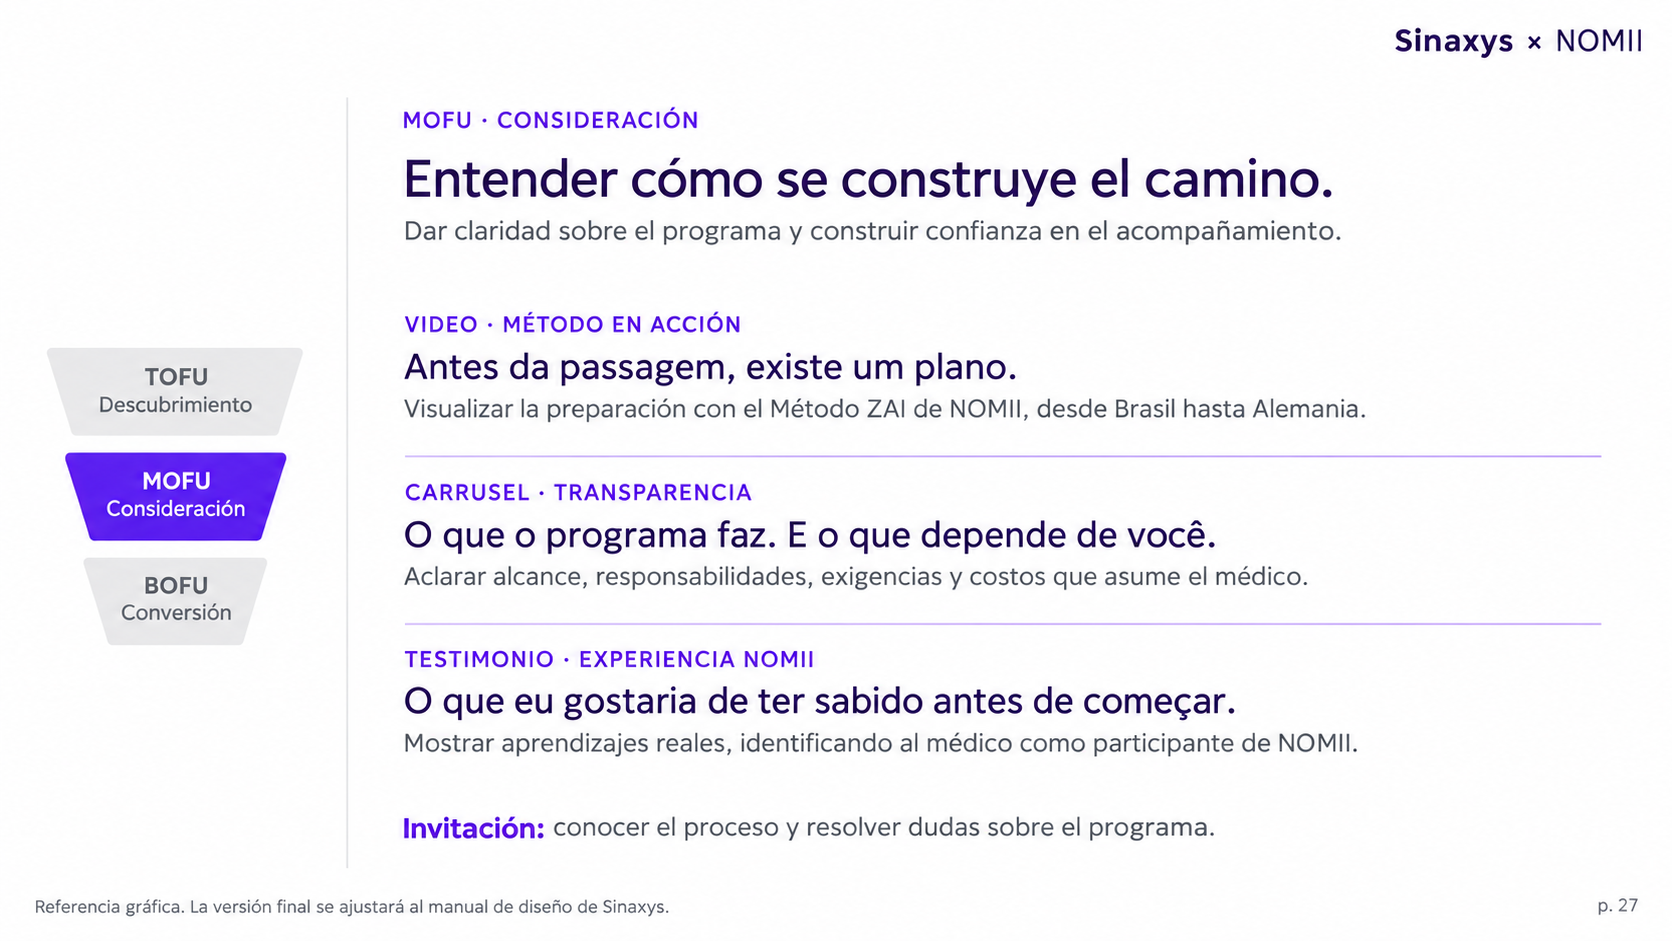 Sinaxys × NOMII
MOFU · CONSIDERACIÓN
Entender cómo se construye el camino.
Dar claridad sobre el programa y construir confianza en el acompañamiento.
TOFU
Descubrimiento
MOFU
Consideración
BOFU
Conversión
VIDEO · MÉTODO EN ACCIÓN
Antes da passagem, existe um plano.
Visualizar la preparación con el Método ZAI de NOMII, desde Brasil hasta Alemania.
CARRUSEL · TRANSPARENCIA
O que o programa faz. E o que depende de você.
Aclarar alcance, responsabilidades, exigencias y costos que asume el médico.
TESTIMONIO · EXPERIENCIA NOMII
O que eu gostaria de ter sabido antes de começar.
Mostrar aprendizajes reales, identificando al médico como participante de NOMII.
Invitación: conocer el proceso y resolver dudas sobre el programa.
Referencia gráfica. La versión final se ajustará al manual de diseño de Sinaxys.
p. 27